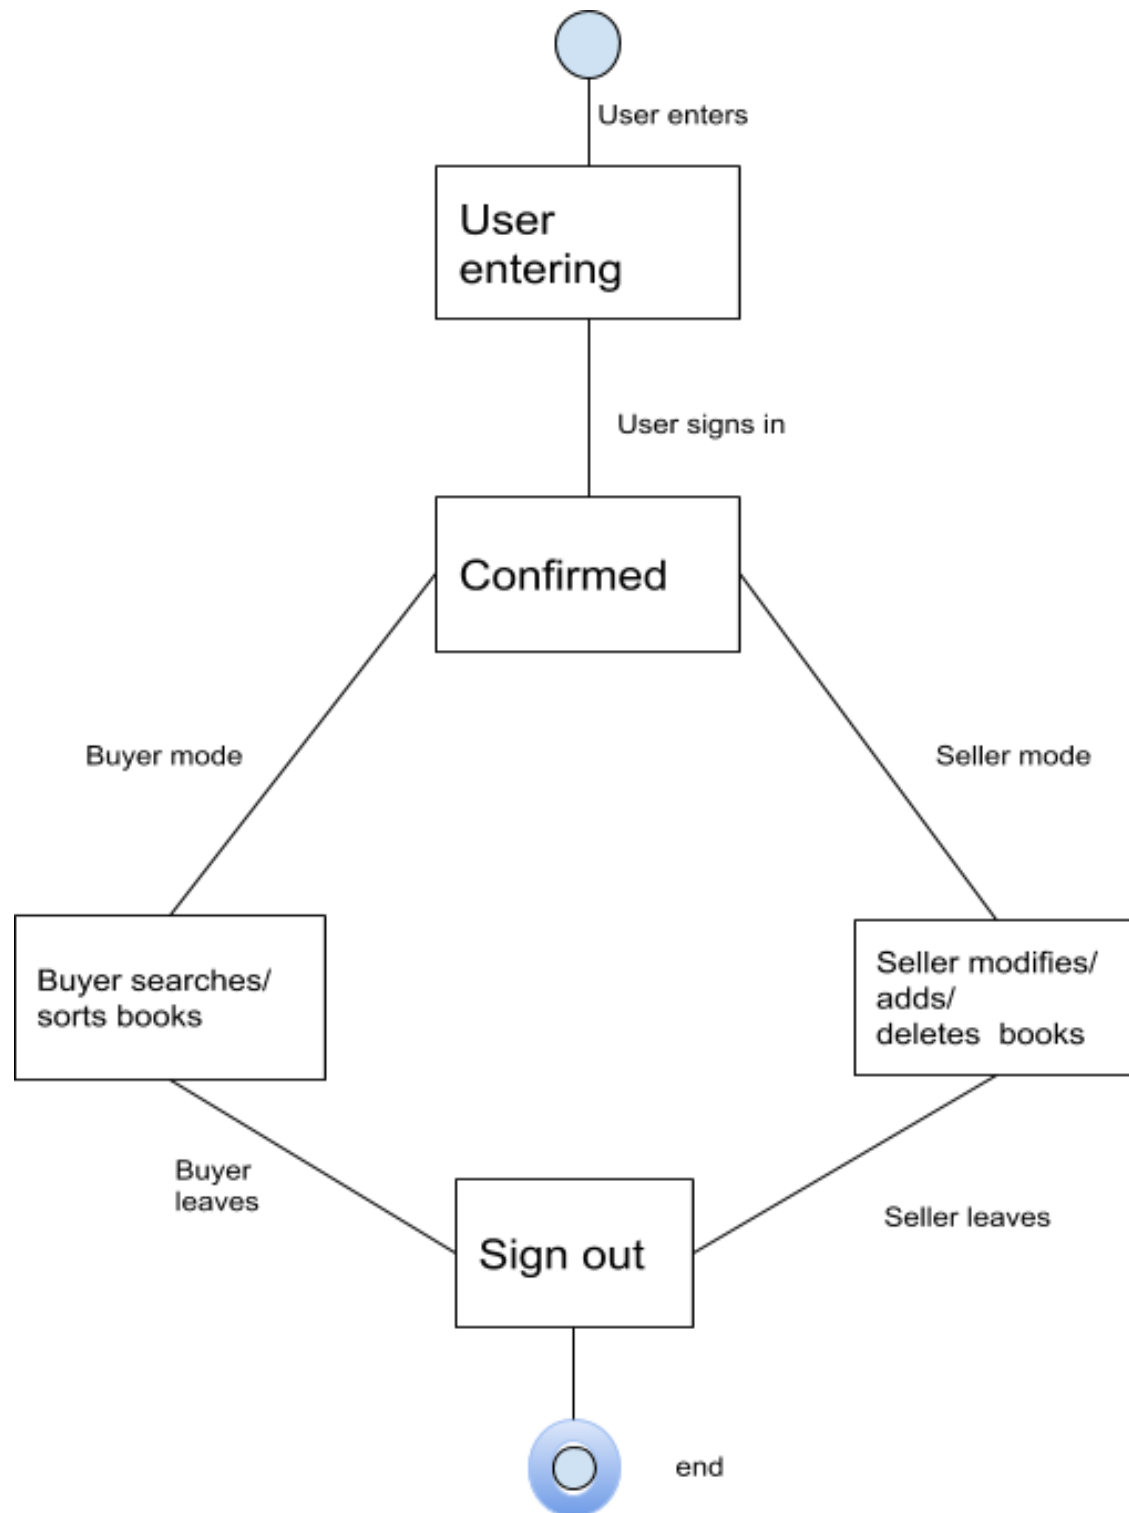 User enters
User
entering
User signs in
Confirmed
Buyer mode
Seller mode
Buyer searches/
sorts books
Seller modifies/
adds/
deletes  books
Buyer
leaves
Seller leaves
Sign out
end